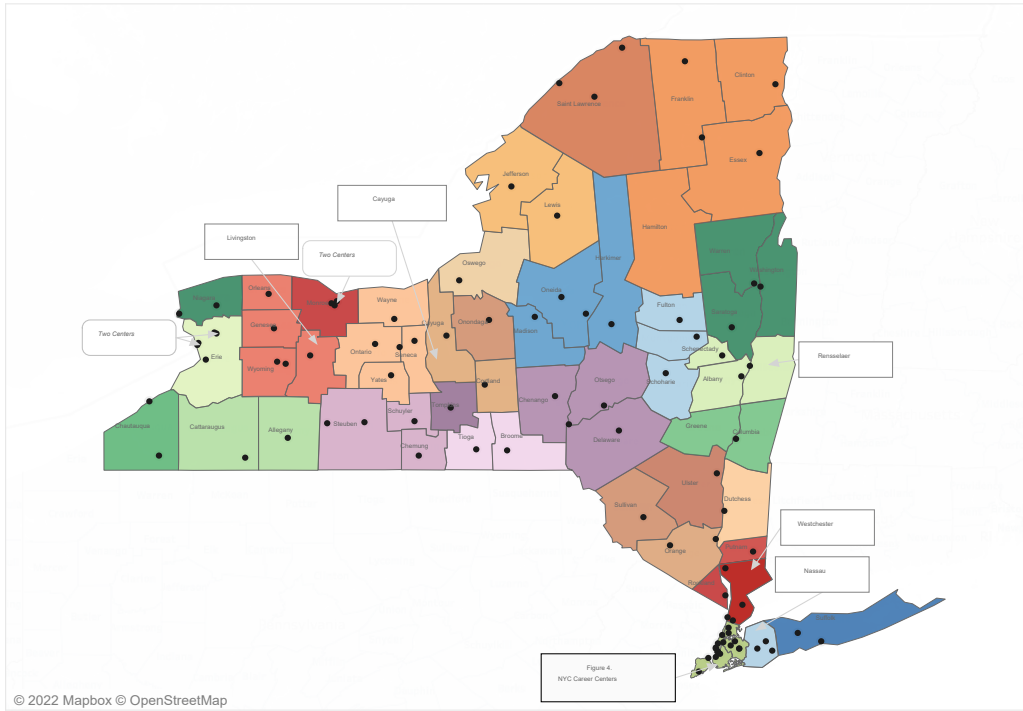 Clinton
Franklin
Saint Lawrence
Essex
Jefferson
Cayuga
Lewis
Hamilton
Livingston
Two Centers
Warren
Herkimer
Oswego
Washington
Orleans
Oneida
Niagara
Monroe
Wayne
Fulton
Saratoga
Cayuga
Onondaga
Genesee
Madison
Two Centers
Ontario
Seneca
Schenectady
Erie
Rensselaer
Wyoming
Yates
Cortland
Otsego
Schoharie
Albany
Tompkins
Chenango
Schuyler
Chautauqua
Cattaraugus
Allegany
Steuben
Greene
Columbia
Tioga
Broome
Delaware
Chemung
Ulster
Dutchess
Sullivan
Westchester
Orange
Putnam
Nassau
Rockland
Suffolk
Figure 4.
NYC Career Centers
© 2022 Mapbox © OpenStreetMap